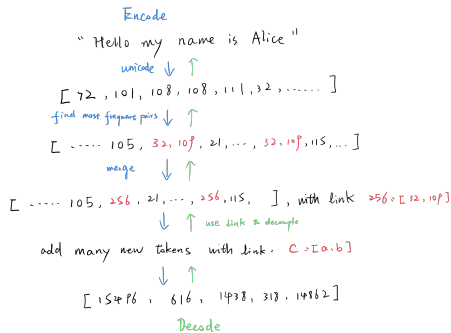 Encode
"Hello my name is Alice"
unicode
[ 72, 101, 108, 108, 111, 32, ...... ]
find most frequare pairs
[ ..... 105, 32, 109, 21, ... , 32, 109, 115, ... ]
merge
[ ..... 105, 256, 21, ... , 256, 115, ], with link 256:[32, 109]
use link to decouple
add many new tokens with link. C:[a,b]
[15496, 616, 1438, 318, 14862]
Decode